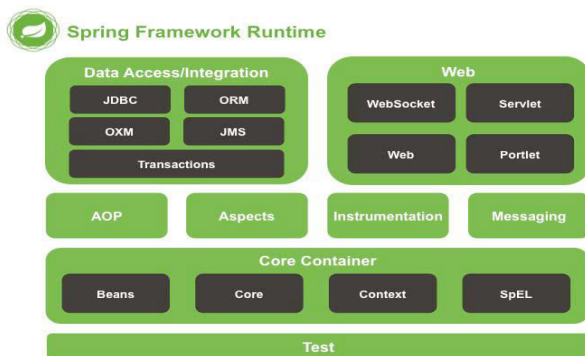 Spring Framework Runtime
Data Access/Integration
JDBC ORM
OXM JMS
Transactions
Web
WebSocket Servlet
Web Portlet
AOP Aspects Instrumentation Messaging
Core Container
Beans Core Context SpEL
Test